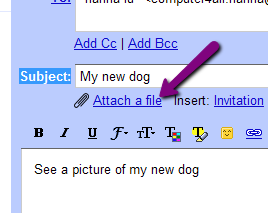 Add Cc | Add Bcc
Subject: My new dog
Attach a file Insert: Invitation
B I U F T T T
See a picture of my new dog